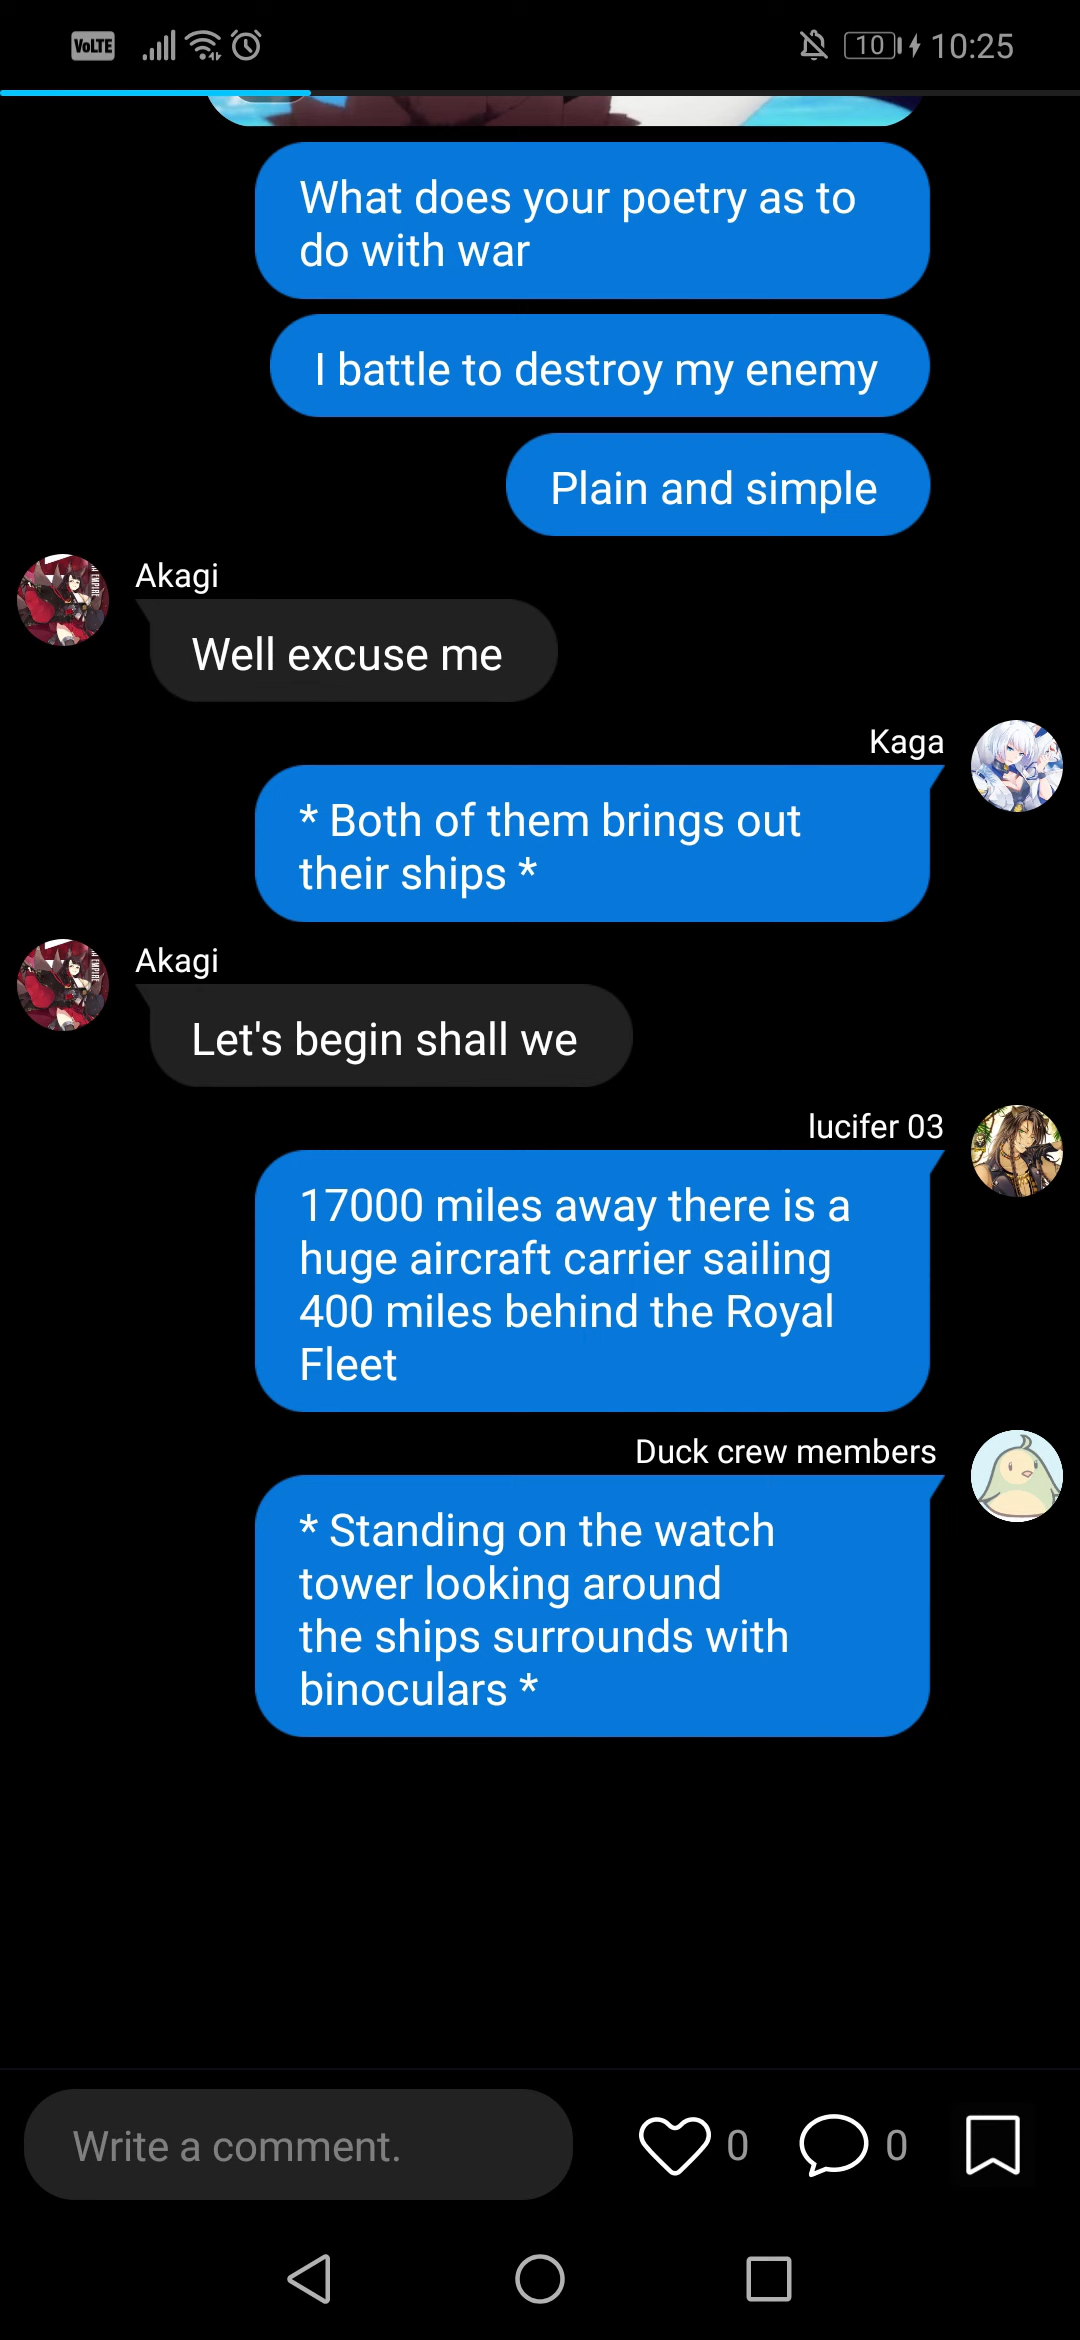 VoLTE 10 10:25
What does your poetry as to
do with war
I battle to destroy my enemy
Plain and simple
Akagi
Well excuse me
Kaga
* Both of them brings out
their ships *
Akagi
Let's begin shall we
lucifer 03
17000 miles away there is a
huge aircraft carrier sailing
400 miles behind the Royal
Fleet
Duck crew members
* Standing on the watch
tower looking around
the ships surrounds with
binoculars *
Write a comment. 0 0